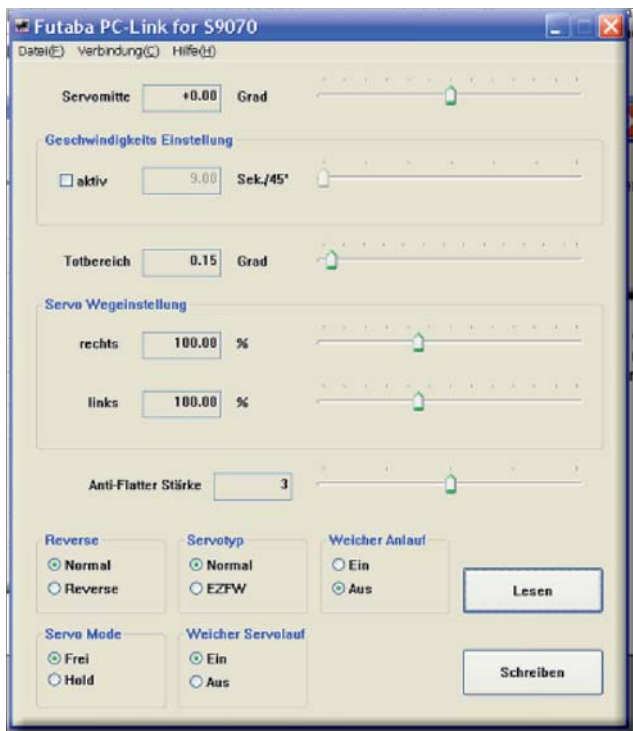 Futaba PC-Link for S9070
Datei(F) Verbindung(C) Hilfe(H)
Servomitte +0.00 Grad
Geschwindigkeits Einstellung
aktiv 9.00 Sek./45°
Totbereich 0.15 Grad
Servo Wegeinstellung
rechts 100.00 %
links 100.00 %
Anti-Flatter Stärke 3
Reverse Servotyp Weicher Anlauf
Normal Normal Ein
Reverse EZFW Aus
Lesen
Servo Mode Weicher Servolauf
Frei Ein
Hold Aus
Schreiben